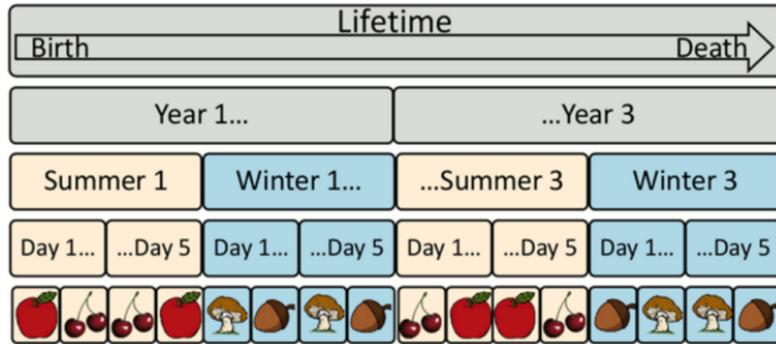 Lifetime
Birth Death
Year 1... ...Year 3
Summer 1 Winter 1... ...Summer 3 Winter 3
Day 1... ...Day 5 Day 1... ...Day 5 Day 1... ...Day 5 Day 1... ...Day 5